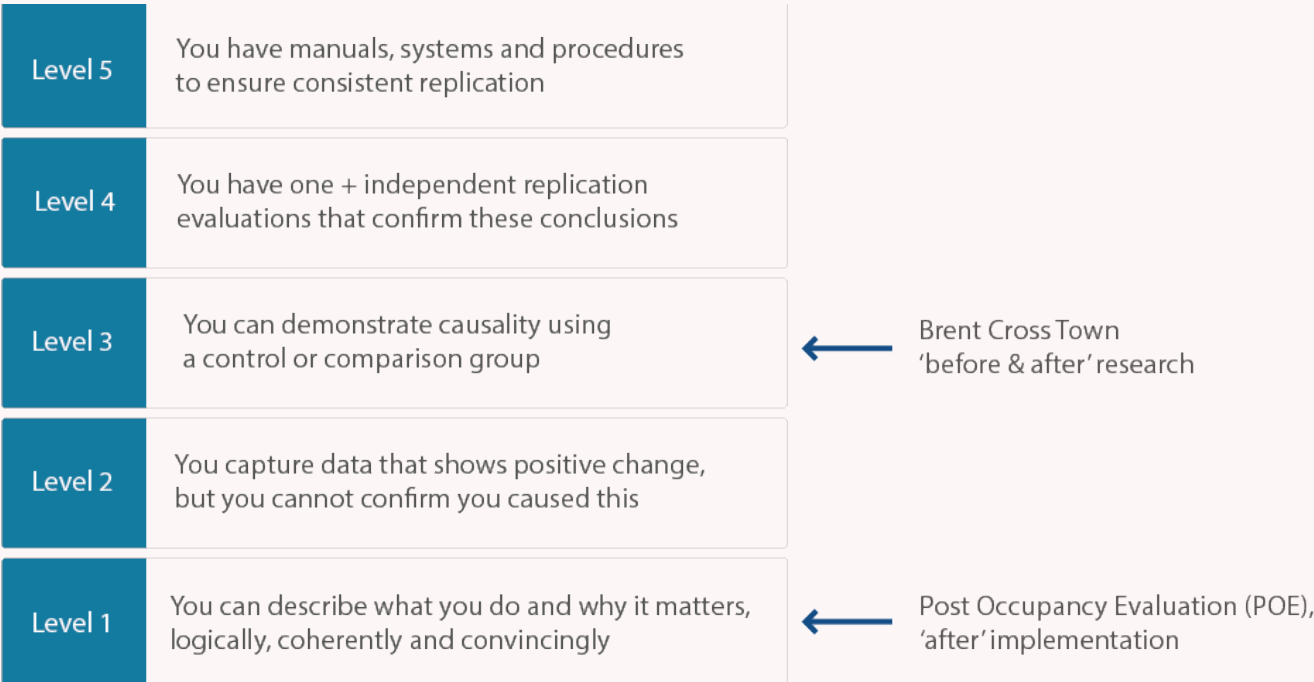 Level 5
You have manuals, systems and procedures
to ensure consistent replication
Level 4
You have one + independent replication
evaluations that confirm these conclusions
Level 3
You can demonstrate causality using
a control or comparison group
Brent Cross Town
‘before & after’ research
Level 2
You capture data that shows positive change,
but you cannot confirm you caused this
Level 1
You can describe what you do and why it matters,
logically, coherently and convincingly
Post Occupancy Evaluation (POE),
‘after’ implementation